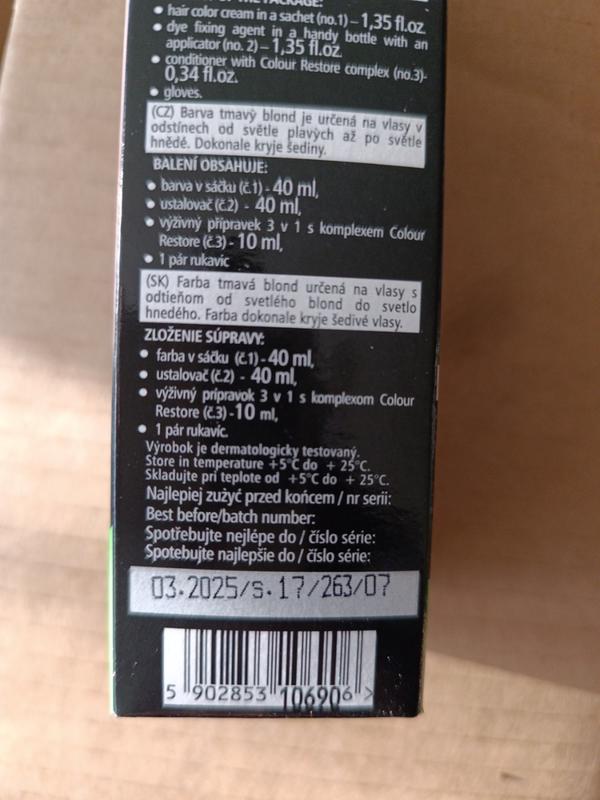 PACKAGE:
• hair color cream in a sachet (no.1) – 1,35 fl.oz.
• dye fixing agent in a handy bottle with an
applicator (no. 2) – 1,35 fl.oz.
• conditioner with Colour Restore complex (no.3)-
0,34 fl.oz.
• gloves.
(CZ) Barva tmavý blond je určená na vlasy v
odstínech od světle plavých až po světle
hnědé. Dokonale kryje šediny.
BALENÍ OBSAHUJE:
• barva v sáčku (č.1) - 40 ml,
• ustalovač (č.2) - 40 ml,
• výživný přípravek 3 v 1 s komplexem Colour
Restore (č.3) - 10 ml,
• 1 pár rukavic
(SK) Farba tmavá blond určená na vlasy s
odtieňom od svetlého blond do svetlo
hnedého. Farba dokonale kryje šedivé vlasy.
ZLOŽENIE SÚPRAVY:
• farba v sáčku (č.1) - 40 ml,
• ustalovač (č.2) - 40 ml,
• výživný prípravok 3 v 1 s komplexom Colour
Restore (č.3) - 10 ml,
• 1 pár rukavíc.
Výrobok je dermatologicky testovaný.
Store in temperature +5°C do + 25°C.
Skladujte pri teplote od +5°C do + 25°C.
Najlepiej zużyć przed końcem / nr serii:
Best before/batch number:
Spotřebujte nejlépe do / číslo série:
Spotebujte najlepšie do / číslo série:
03.2025/s.17/263/07
5 902853 106906 >